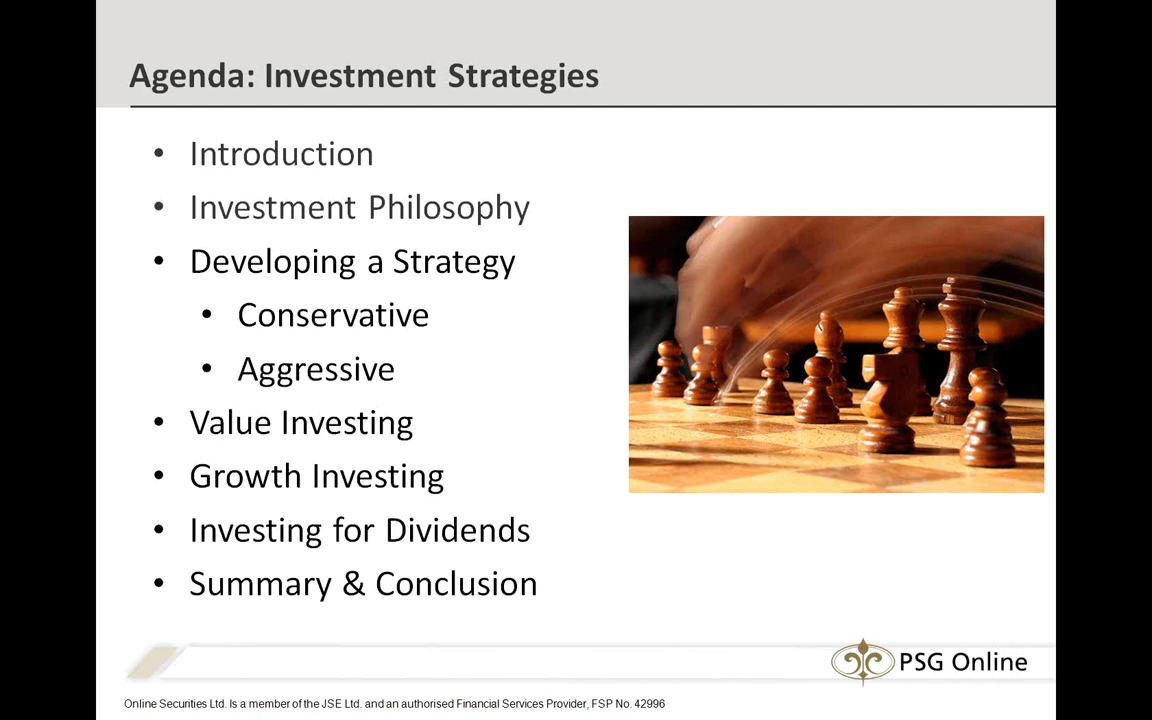 Agenda: Investment Strategies
• Introduction
• Investment Philosophy
• Developing a Strategy
• Conservative
• Aggressive
• Value Investing
• Growth Investing
• Investing for Dividends
• Summary & Conclusion
PSG Online
Online Securities Ltd. Is a member of the JSE Ltd. and an authorised Financial Services Provider, FSP No. 42996